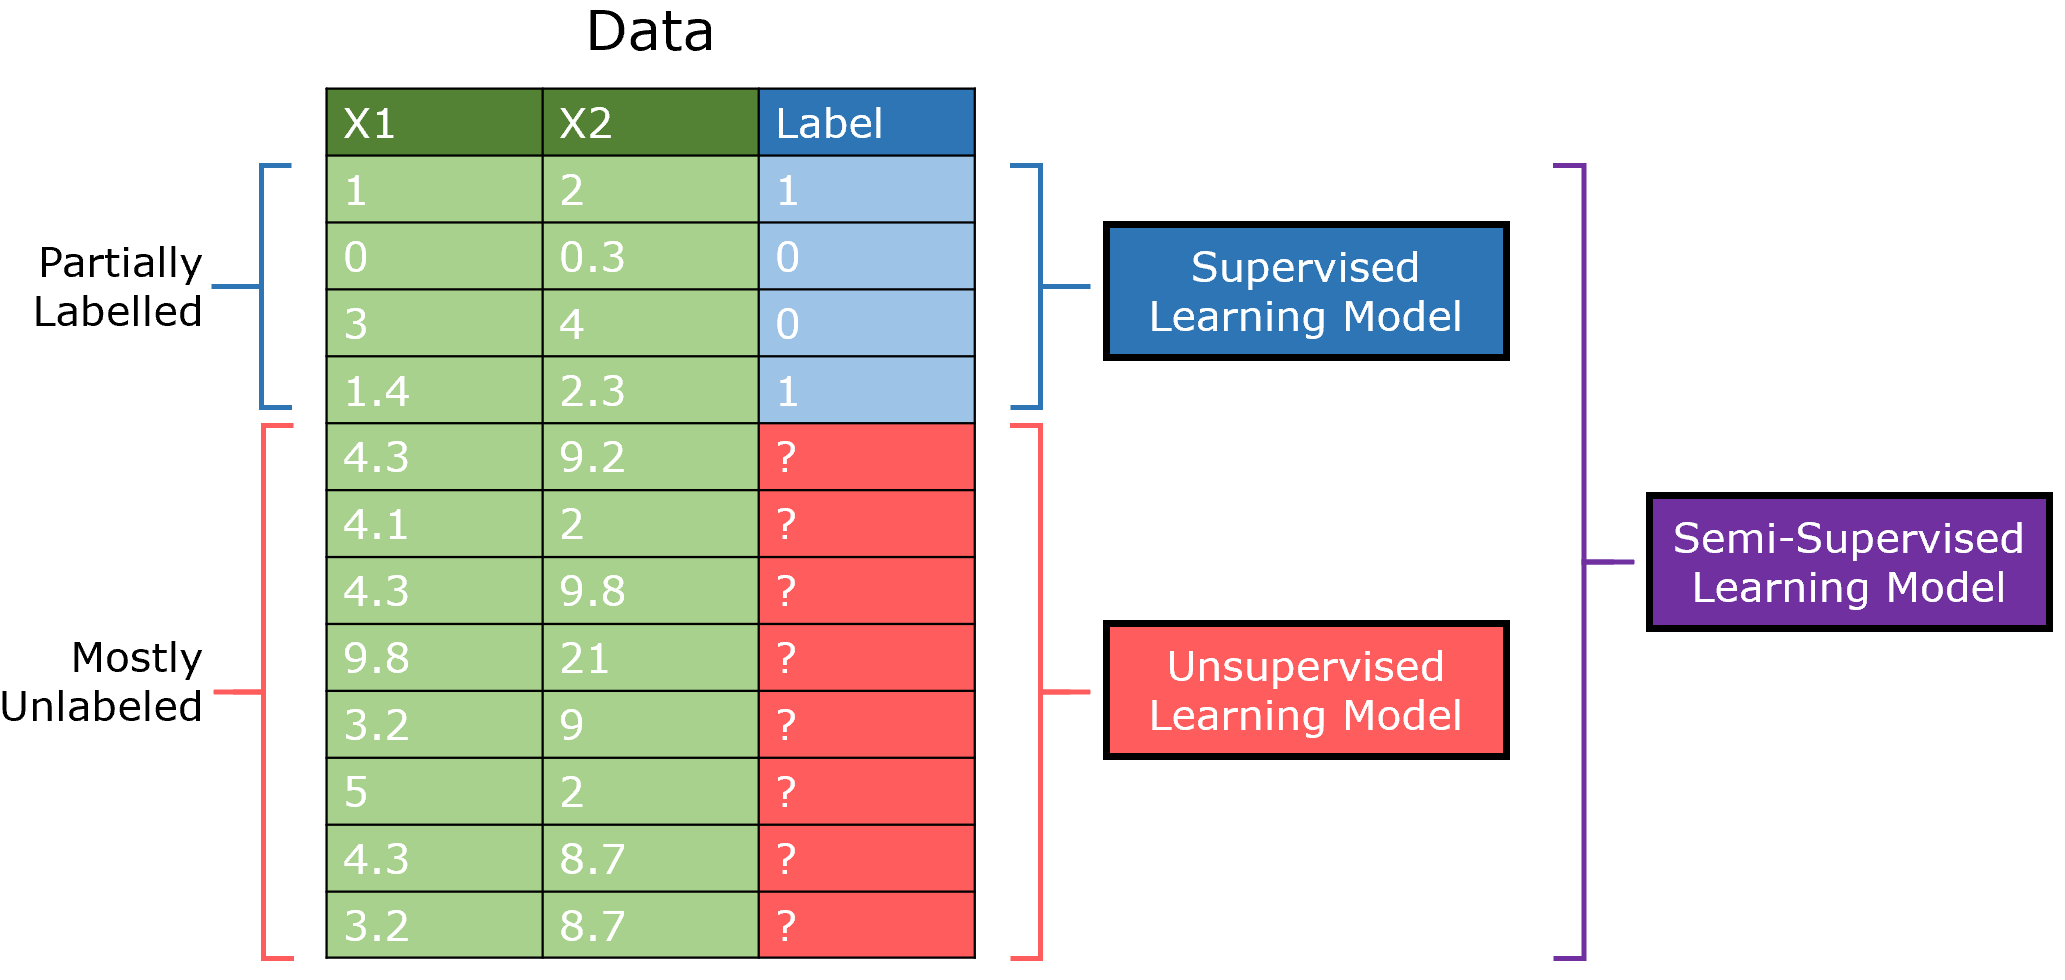 Data
X1 X2 Label
1 2 1
0 0.3 0
3 4 0
1.4 2.3 1
4.3 9.2 ?
4.1 2 ?
4.3 9.8 ?
9.8 21 ?
3.2 9 ?
5 2 ?
4.3 8.7 ?
3.2 8.7 ?
Partially
Labelled
Mostly
Unlabeled
Supervised
Learning Model
Unsupervised
Learning Model
Semi-Supervised
Learning Model